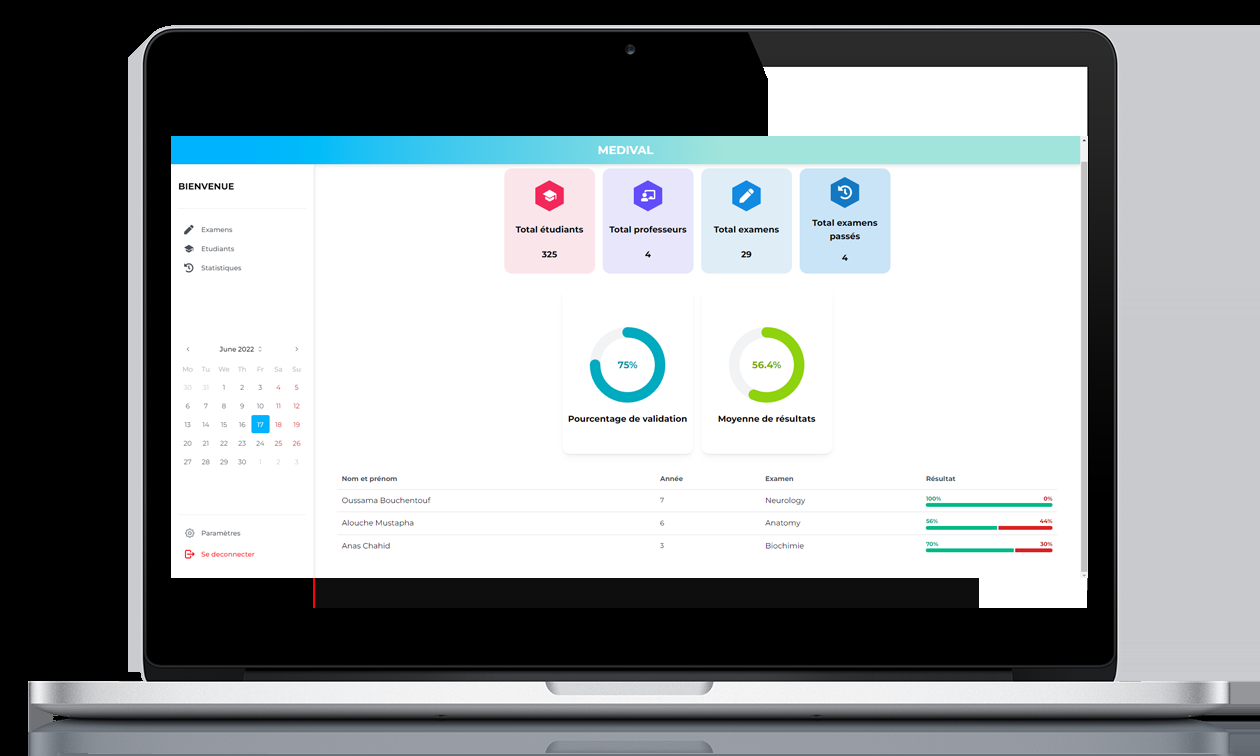 MEDIVAL
BIENVENUE
Examens
Étudiants
Statistiques
June 2022
Mo Tu We Th Fr Sa Su
30 31 1 2 3 4 5
6 7 8 9 10 11 12
13 14 15 16 17 18 19
20 21 22 23 24 25 26
27 28 29 30 1 2 3
Paramètres
Se deconnecter
Total étudiants
325
Total professeurs
4
Total examens
29
Total examens
passés
4
75%
Pourcentage de validation
56.4%
Moyenne de résultats
Nom et prénom Année Examen Résultat
Oussama Bouchentouf 7 Neurology 100% 0%
Alouche Mustapha 6 Anatomy 56% 44%
Anas Chahid 3 Biochimie 70% 30%